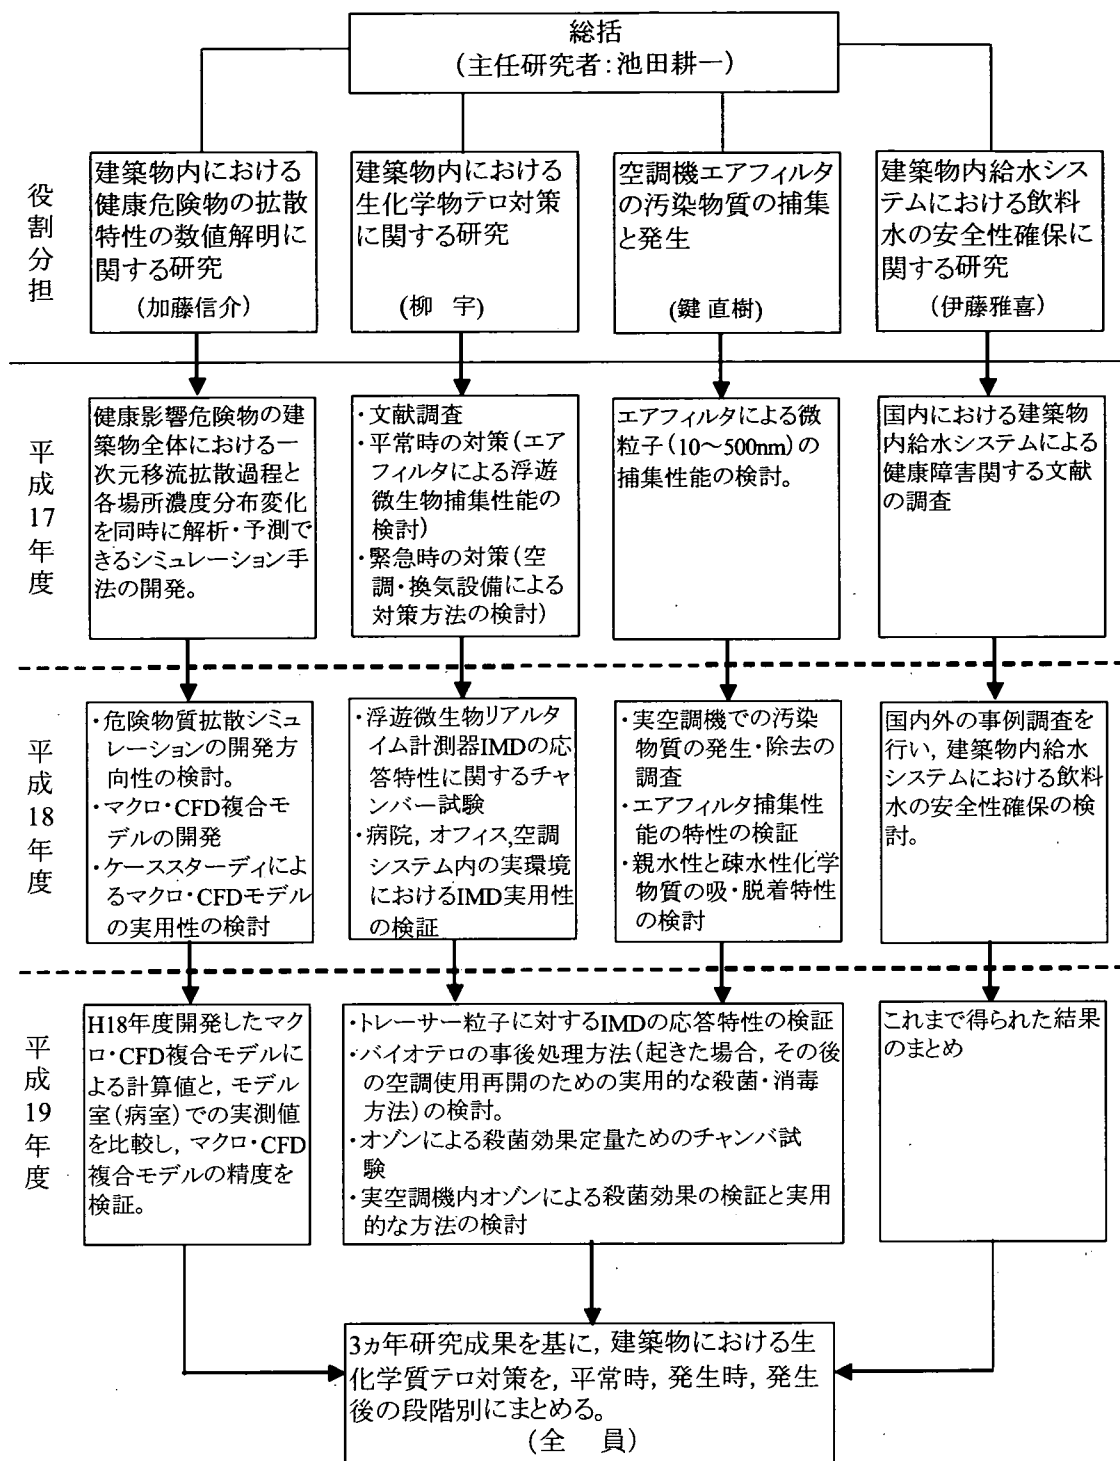 総括
(主任研究者:池田耕一)
役割分担
建築物内における
健康危険物の拡散
特性の数値解明に
関する研究
(加藤信介)
建築物内における
生化学物テロ対策
に関する研究
(柳 宇)
空調機エアフィルタ
の汚染物質の捕集
と発生
(鍵 直樹)
建築物内給水シス
テムにおける飲料
水の安全性確保に
関する研究
(伊藤雅喜)
平成17年度
健康影響危険物の建
築物全体における一
次元移流拡散過程と
各場所濃度分布変化
を同時に解析・予測で
きるシミュレーション手
法の開発。
・文献調査
・平常時の対策(エア
フィルタによる浮遊
微生物捕集性能の
検討)
・緊急時の対策(空
調・換気設備による
対策方法の検討)
エアフィルタによる微
粒子(10～500nm)の
捕集性能の検討。
国内における建築物
内給水システムによる
健康障害関する文献
の調査
平成18年度
・危険物質拡散シミュ
レーションの開発方
向性の検討。
・マクロ・CFD複合モ
デルの開発
・ケーススターディによ
るマクロ・CFDモデル
の実用性の検討
・浮遊微生物リアルタ
イム計測器IMDの応
答特性に関するチャ
ンバー試験
・病院,オフィス,空調
システム内の実環境
におけるIMD実用性
の検証
・実空調機での汚染
物質の発生・除去の
調査
・エアフィルタ捕集性
能の特性の検証
・親水性と疎水性化学
物質の吸・脱着特性
の検討
国内外の事例調査を
行い,建築物内給水
システムにおける飲料
水の安全性確保の検
討。
平成19年度
H18年度開発したマク
ロ・CFD複合モデルに
よる計算値と,モデル
室(病室)での実測値
を比較し,マクロ・CFD
複合モデルの精度を
検証。
・トレーサー粒子に対するIMDの応答特性の検証
・バイオテロの事後処理方法(起きた場合,その後
の空調使用再開のための実用的な殺菌・消毒
方法)の検討。
・オゾンによる殺菌効果定量ためのチャンバ試
験
・実空調機内オゾンによる殺菌効果の検証と実用
的な方法の検討
これまで得られた結果
のまとめ
3ヵ年研究成果を基に,建築物における生
化学質テロ対策を,平常時,発生時,発生
後の段階別にまとめる。
(全 員)